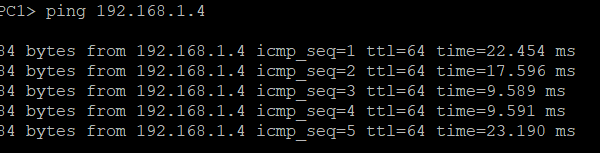 PC1> ping 192.168.1.4
84 bytes from 192.168.1.4 icmp_seq=1 ttl=64 time=22.454 ms
84 bytes from 192.168.1.4 icmp_seq=2 ttl=64 time=17.596 ms
84 bytes from 192.168.1.4 icmp_seq=3 ttl=64 time=9.589 ms
84 bytes from 192.168.1.4 icmp_seq=4 ttl=64 time=9.591 ms
84 bytes from 192.168.1.4 icmp_seq=5 ttl=64 time=23.190 ms